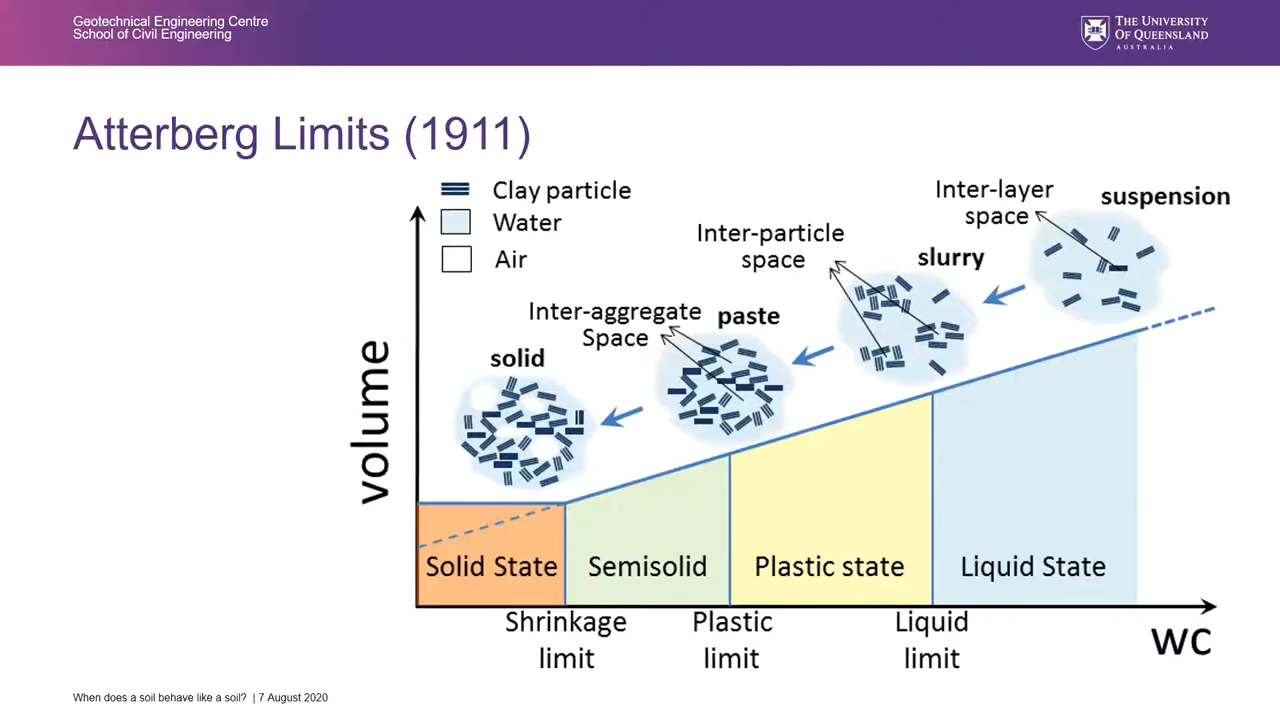 Geotechnical Engineering Centre
School of Civil Engineering
THE UNIVERSITY
OF QUEENSLAND
AUSTRALIA
Atterberg Limits (1911)
Clay particle
Water
Air
Inter-layer
space
suspension
Inter-particle
space
slurry
Inter-aggregate
Space
paste
solid
volume
Solid State
Semisolid
Plastic state
Liquid State
Shrinkage
limit
Plastic
limit
Liquid
limit
WC
When does a soil behave like a soil? | 7 August 2020